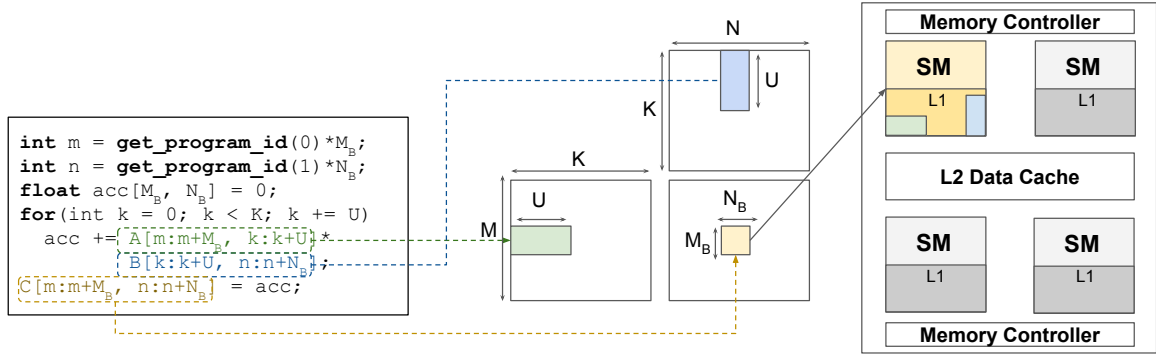 int m = get_program_id(0)*M_B;
int n = get_program_id(1)*N_B;
float acc[M_B, N_B] = 0;
for(int k = 0; k < K; k += U)
acc += A[m:m+M_B, k:k+U]*
B[k:k+U, n:n+N_B];
C[m:m+M_B, n:n+N_B] = acc;
N
U
K
K
U
M
N_B
M_B
Memory Controller
SM
L1
SM
L1
L2 Data Cache
SM
L1
SM
L1
Memory Controller